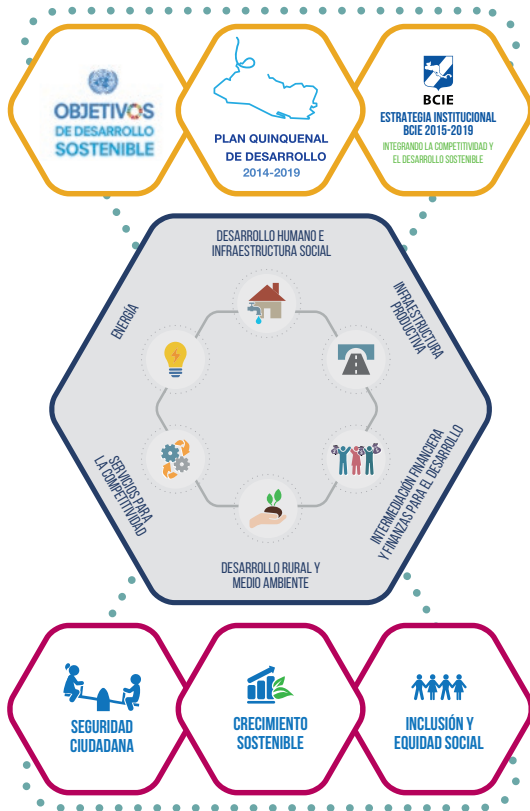 OBJETIVOS
DE DESARROLLO
SOSTENIBLE
PLAN QUINQUENAL
DE DESARROLLO
2014-2019
BCIE
ESTRATEGIA INSTITUCIONAL
BCIE 2015-2019
INTEGRANDO LA COMPETITIVIDAD Y
EL DESARROLLO SOSTENIBLE
DESARROLLO HUMANO E
INFRAESTRUCTURA SOCIAL
ENERGÍA
INFRAESTRUCTURA
PRODUCTIVA
SERVICIOS PARA
LA COMPETITIVIDAD
INTERMEDIACIÓN FINANCIERA
Y FINANZAS PARA EL DESARROLLO
DESARROLLO RURAL Y
MEDIO AMBIENTE
SEGURIDAD
CIUDADANA
CRECIMIENTO
SOSTENIBLE
INCLUSIÓN Y
EQUIDAD SOCIAL